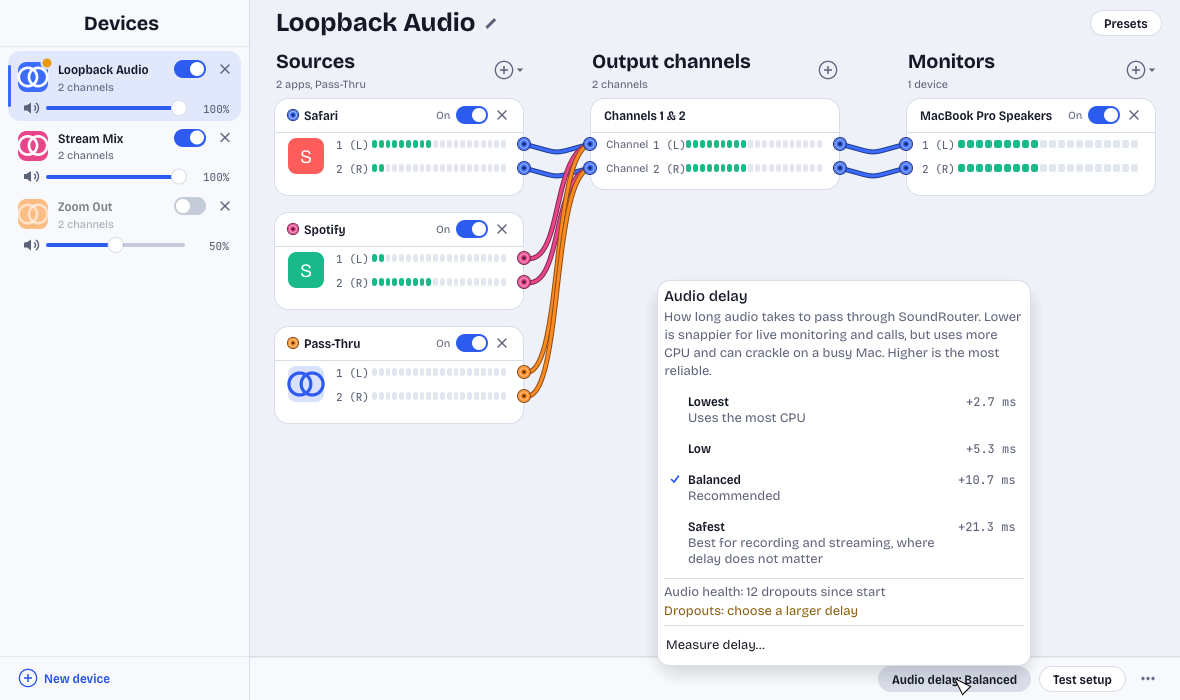 Devices
Loopback Audio
2 channels
100%
Stream Mix
2 channels
100%
Zoom Out
2 channels
50%
New device
Loopback Audio
Presets
Sources
2 apps, Pass-Thru
Output channels
2 channels
Monitors
1 device
Safari
On
S
1 (L)
2 (R)
Spotify
On
S
1 (L)
2 (R)
Pass-Thru
On
1 (L)
2 (R)
Channels 1 & 2
Channel 1 (L)
Channel 2 (R)
MacBook Pro Speakers
On
1 (L)
2 (R)
Audio delay
How long audio takes to pass through SoundRouter. Lower
is snappier for live monitoring and calls, but uses more
CPU and can crackle on a busy Mac. Higher is the most
reliable.
Lowest
+2.7 ms
Uses the most CPU
Low
+5.3 ms
Balanced
+10.7 ms
Recommended
Safest
+21.3 ms
Best for recording and streaming, where
delay does not matter
Audio health: 12 dropouts since start
Dropouts: choose a larger delay
Measure delay...
Audio delay: Balanced
Test setup